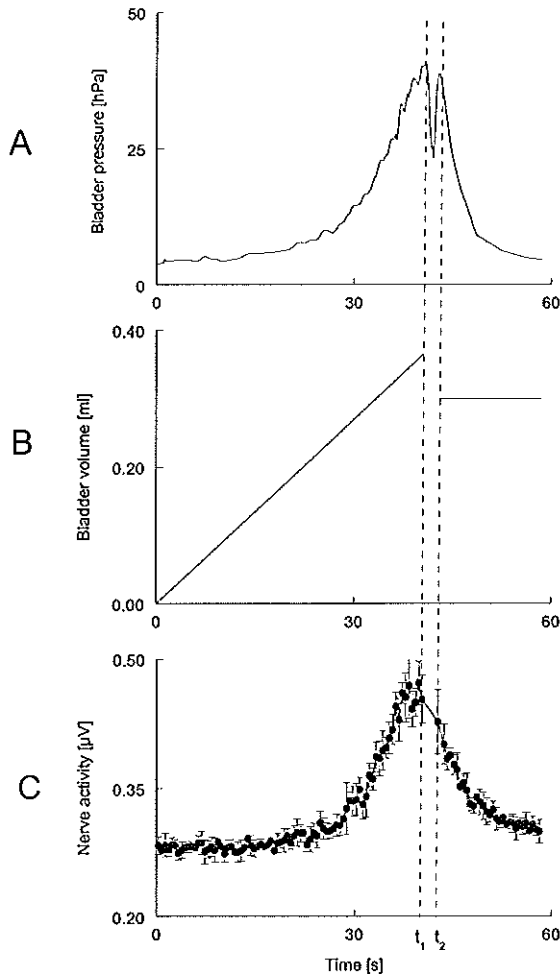 A
Bladder pressure [hPa]
50
25
0
0
30
60
B
Bladder volume [ml]
0.40
0.20
0.00
0
30
60
C
Nerve activity [µV]
0.50
0.35
0.20
0
30
t1
t2
60
Time [s]